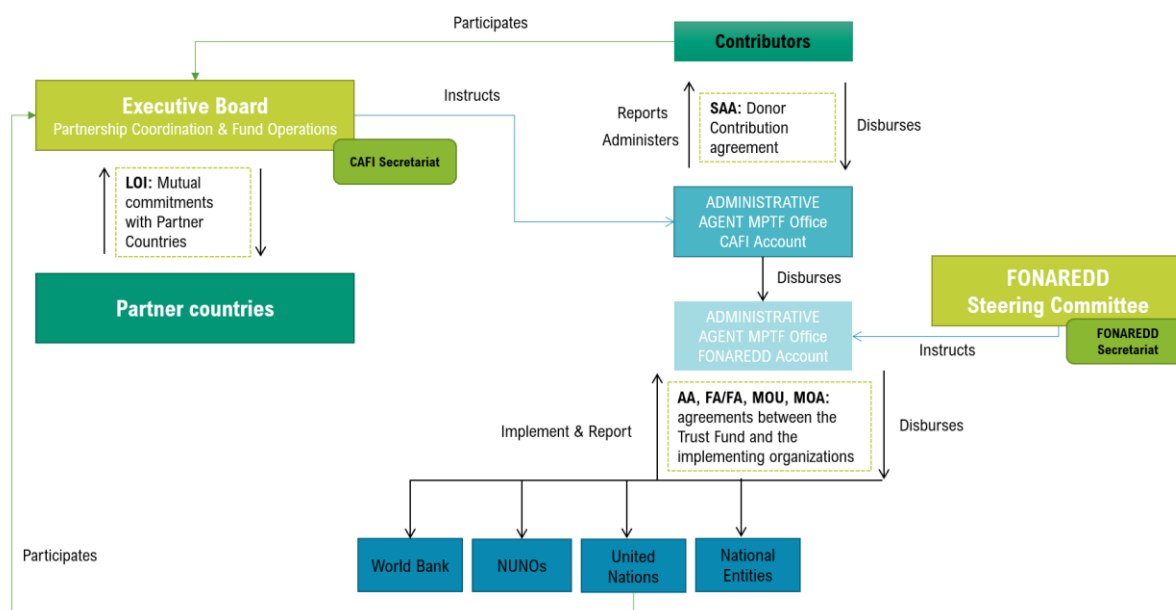 Participates
Contributors
Executive Board
Partnership Coordination & Fund Operations
CAFI Secretariat
Instructs
Reports
Administers
SAA: Donor
Contribution
agreement
Disburses
LOI: Mutual
commitments
with Partner
Countries
ADMINISTRATIVE
AGENT MPTF Office
CAFI Account
Partner countries
Disburses
FONAREDD
Steering Committee
FONAREDD
Secretariat
ADMINISTRATIVE
AGENT MPTF Office
FONAREDD Account
Instructs
Implement & Report
AA, FA/FA, MOU, MOA:
agreements between the
Trust Fund and the
implementing organizations
Disburses
Participates
World Bank
NUNOs
United
Nations
National
Entities